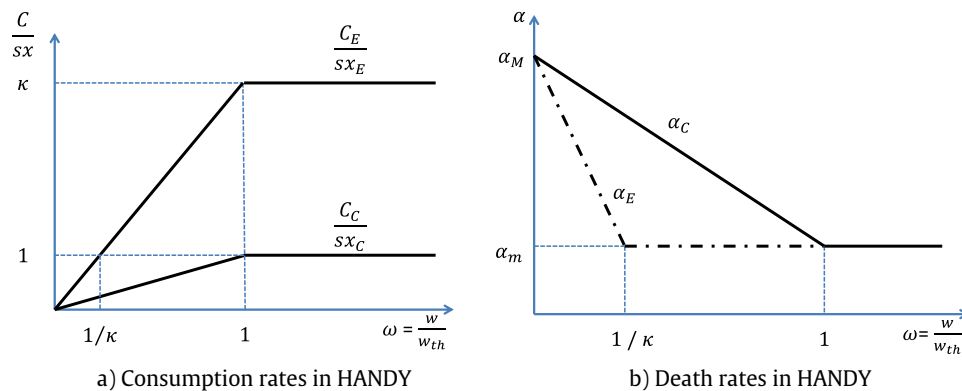 C
sx
κ
1
C_E
sx_E
C_C
sx_C
1/κ
1
ω = w
w_th
a) Consumption rates in HANDY
α
α_M
α_m
α_C
α_E
1 / κ
1
ω = w
w_th
b) Death rates in HANDY